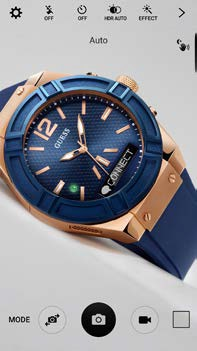 OFF
OFF
HDR AUTO
EFFECT
Auto
12
GUESS
CONNECT
MODE